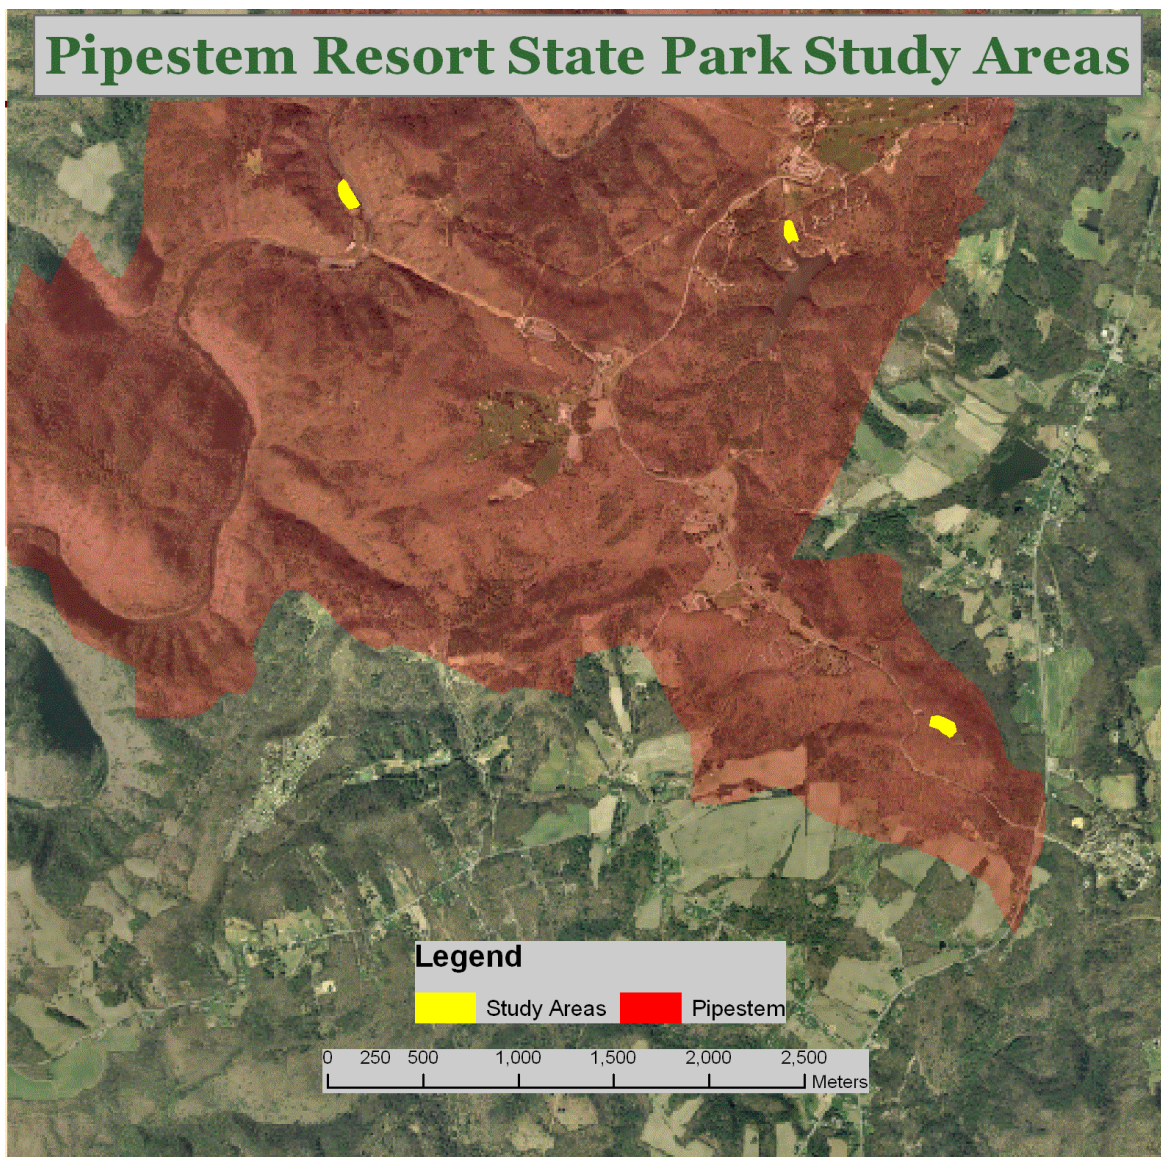 Pipestem Resort State Park Study Areas
Legend
Study Areas Pipestem
0 250 500 1,000 1,500 2,000 2,500
Meters